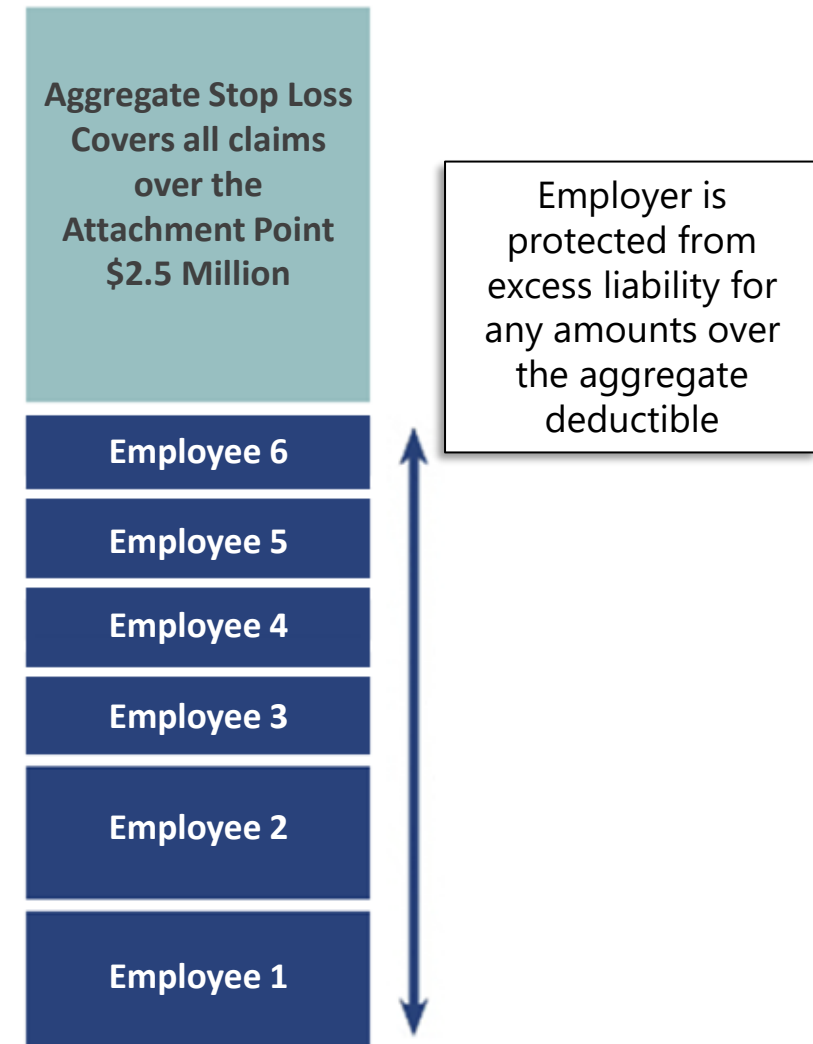 Aggregate Stop Loss
Covers all claims
over the
Attachment Point
$2.5 Million
Employer is
protected from
excess liability for
any amounts over
the aggregate
deductible
Employee 6
Employee 5
Employee 4
Employee 3
Employee 2
Employee 1